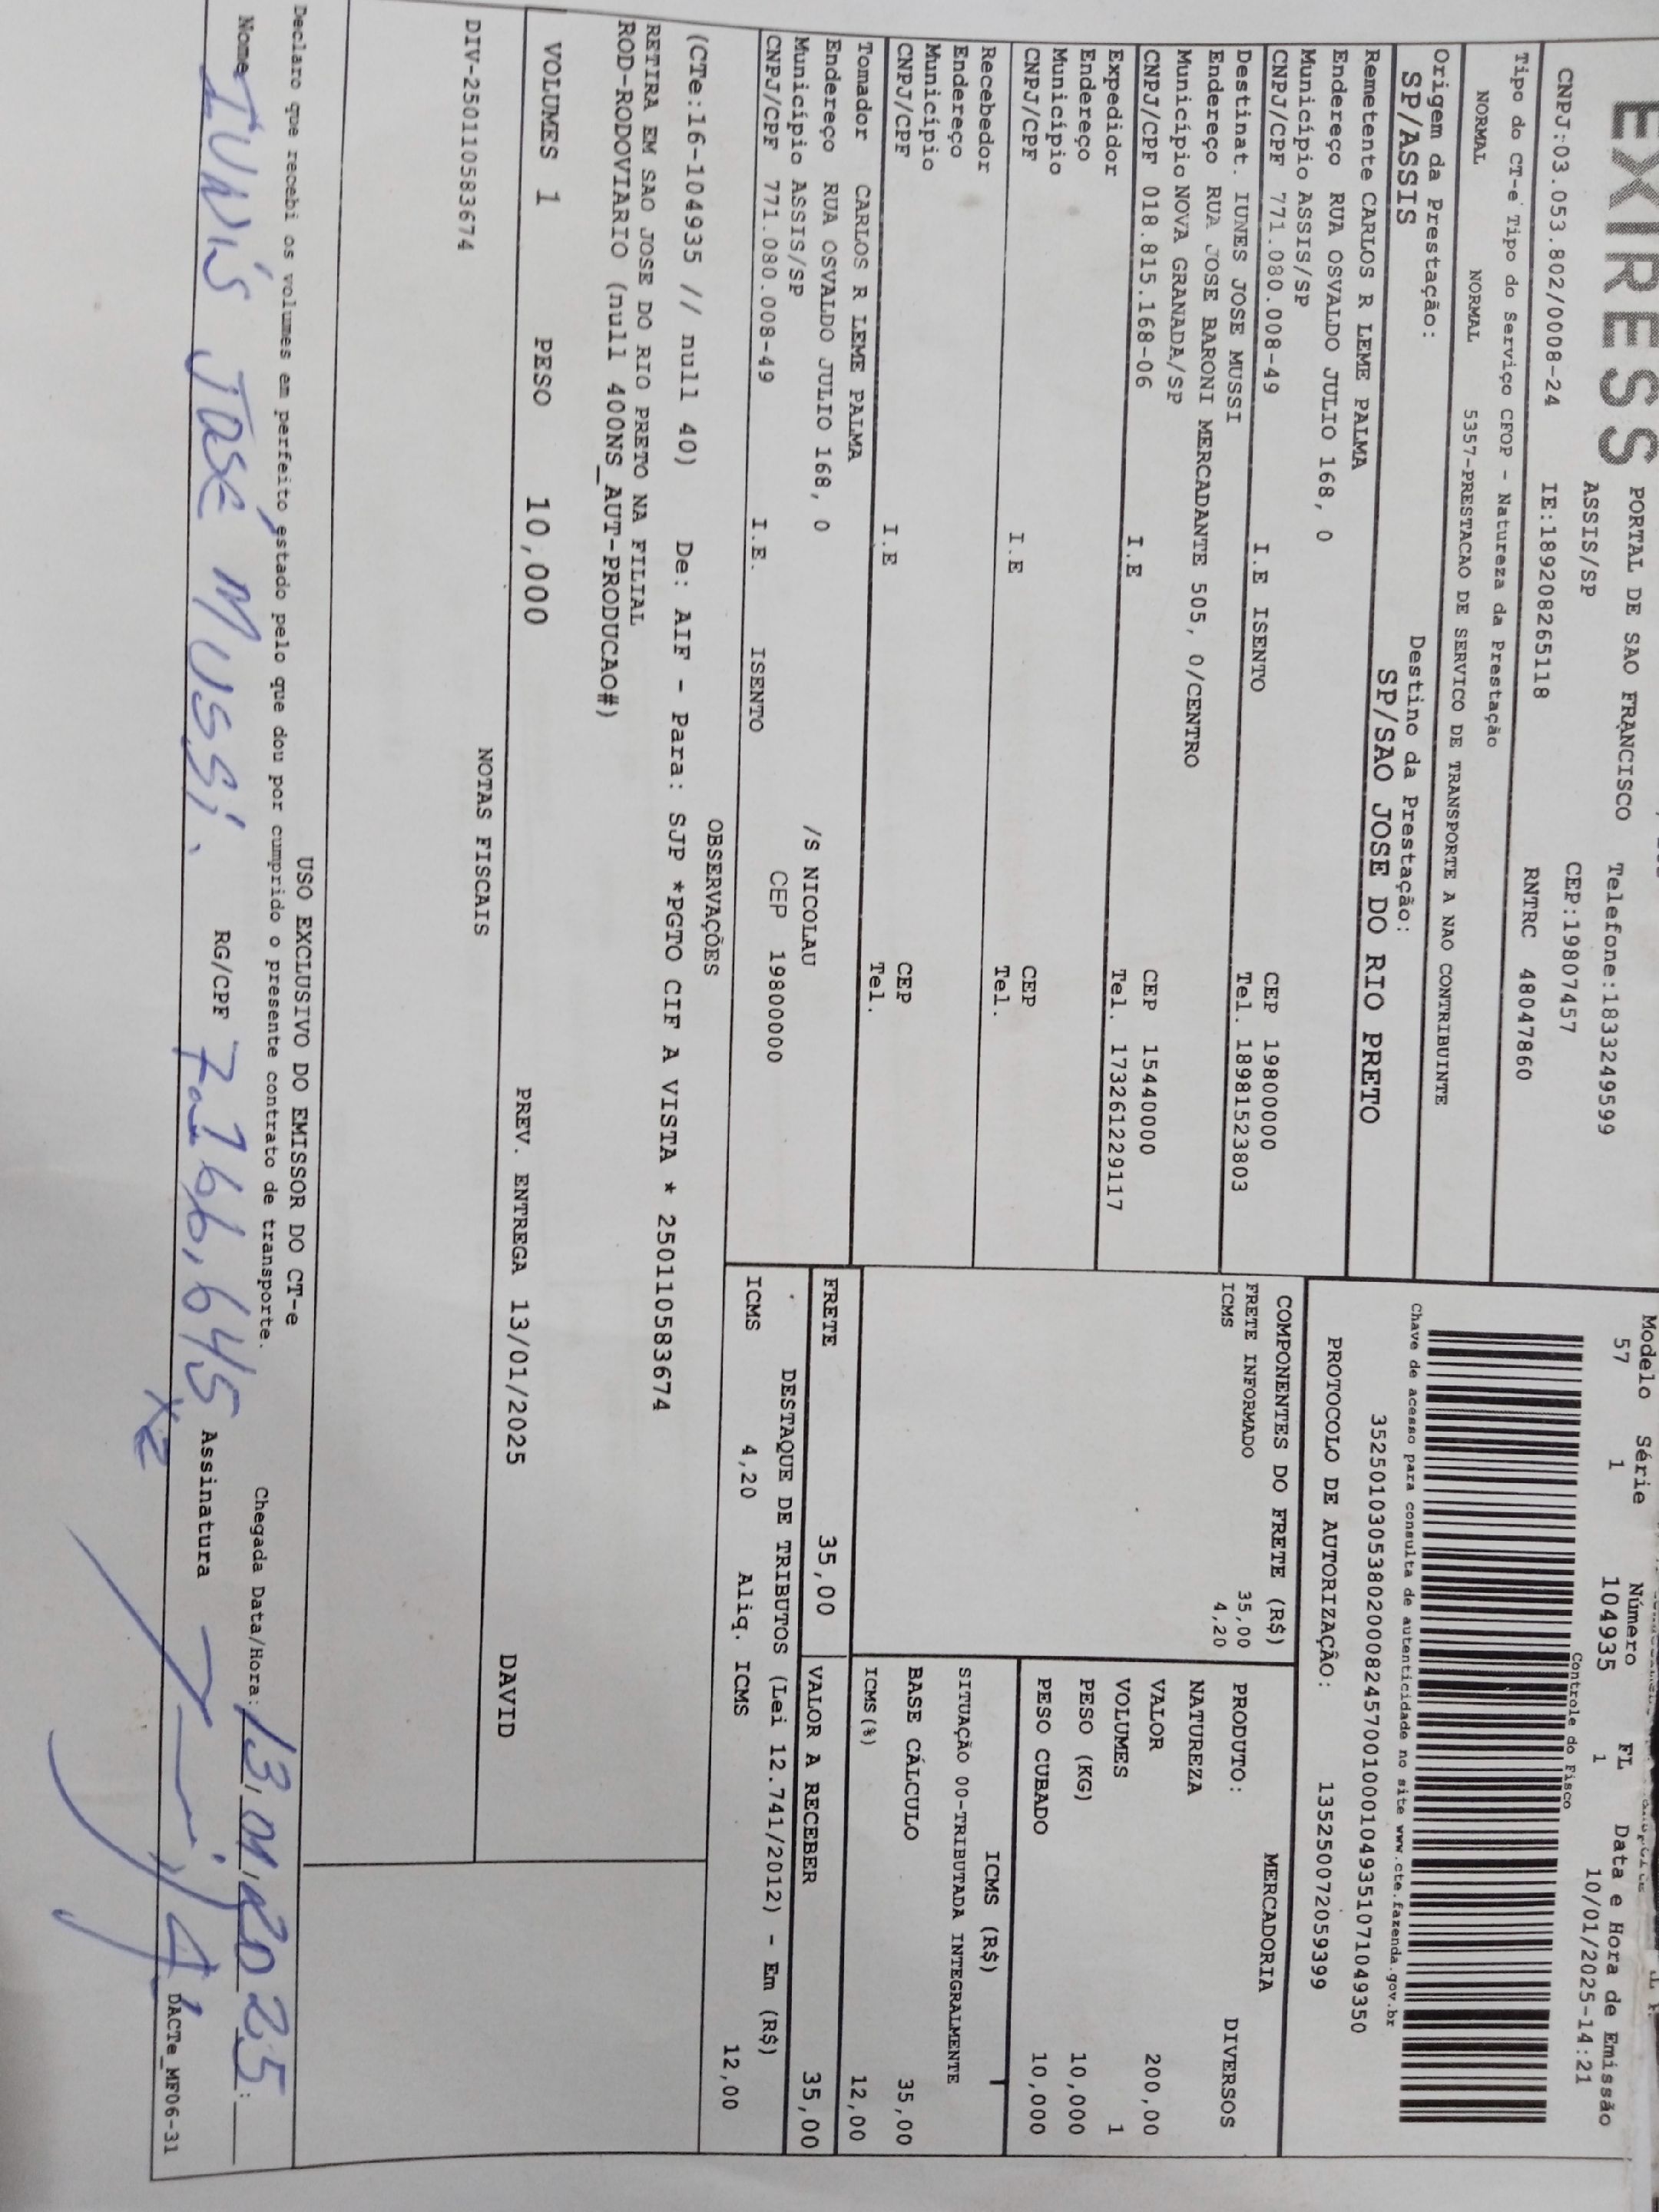 EXPRESS
PORTAL DE SAO FRANCISCO Telefone:1833249599
ASSIS/SP CEP:19807457
CNPJ:03.053.802/0008-24 IE:189208265118 RNTRC 48047860
Tipo do CT-e Tipo do Serviço CFOP - Natureza da Prestação
NORMAL NORMAL 5357-PRESTACAO DE SERVICO DE TRANSPORTE A NAO CONTRIBUINTE
Origem da Prestação: Destino da Prestação:
SP/ASSIS SP/SAO JOSE DO RIO PRETO
Modelo Série Número FL Data e Hora de Emissão
57 1 104935 1 10/01/2025-14:21
Controle do Fisco
Chave de acesso para consulta de autenticidade no site www.cte.fazenda.gov.br
35250103053802000824570010001049351071049350
PROTOCOLO DE AUTORIZAÇÃO: 135250072059399
Remetente CARLOS R LEME PALMA
Endereço RUA OSVALDO JULIO 168, 0
Município ASSIS/SP CEP 19800000
CNPJ/CPF 771.080.008-49 I.E ISENTO Tel. 18981523803
Destinat. IUNES JOSE MUSSI
Endereço RUA JOSE BARONI MERCADANTE 505, 0/CENTRO
Município NOVA GRANADA/SP CEP 15440000
CNPJ/CPF 018.815.168-06 I.E Tel. 173261229117
Expedidor
Endereço
Município CEP
CNPJ/CPF I.E Tel.
Recebedor
Endereço
Município CEP
CNPJ/CPF I.E Tel.
Tomador CARLOS R LEME PALMA
Endereço RUA OSVALDO JULIO 168, 0 /S NICOLAU
Município ASSIS/SP CEP 19800000
CNPJ/CPF 771.080.008-49 I.E. ISENTO
COMPONENTES DO FRETE (R$)
FRETE INFORMADO 35,00
ICMS 4,20
MERCADORIA
PRODUTO: DIVERSOS
NATUREZA
VALOR 200,00
VOLUMES 1
PESO (KG) 10,000
PESO CUBADO 10,000
ICMS (R$)
SITUAÇÃO 00-TRIBUTADA INTEGRALMENTE
BASE CÁLCULO 35,00
ICMS(%) 12,00
FRETE 35,00 VALOR A RECEBER 35,00
DESTAQUE DE TRIBUTOS (Lei 12.741/2012) - Em (R$)
ICMS 4,20 Aliq. ICMS 12,00
OBSERVAÇÕES
(CTe:16-104935 // null 40) De: AIF - Para: SJP *PGTO CIF A VISTA * 250110583674
RETIRA EM SAO JOSE DO RIO PRETO NA FILIAL
ROD-RODOVIARIO (null 400NS_AUT-PRODUCAO#)
VOLUMES 1 PESO 10,000 PREV. ENTREGA 13/01/2025 DAVID
NOTAS FISCAIS
DIV-250110583674
USO EXCLUSIVO DO EMISSOR DO CT-e
Declaro que recebi os volumes em perfeito estado pelo que dou por cumprido o presente contrato de transporte. Chegada Data/Hora: 13,01,2025:
Nome IUNis José Mussi. RG/CPF Assinatura
DACTe_MF06-31